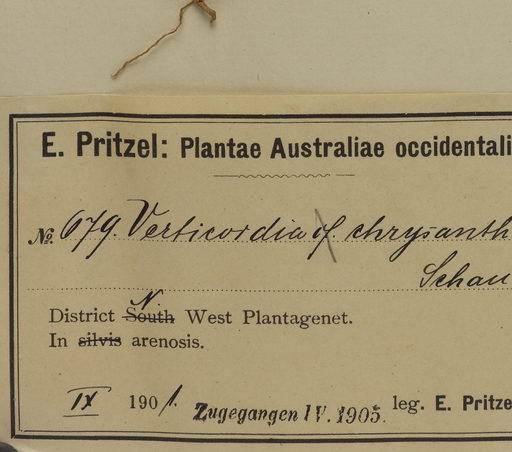 E. Pritzel: Plantae Australiae occidentali
No. 679. Verticordia cf. chrysanth
Schau
N
District South West Plantagenet.
In silvis arenosis.
IX 1901. Zugegangen IV. 1905. leg. E. Pritze